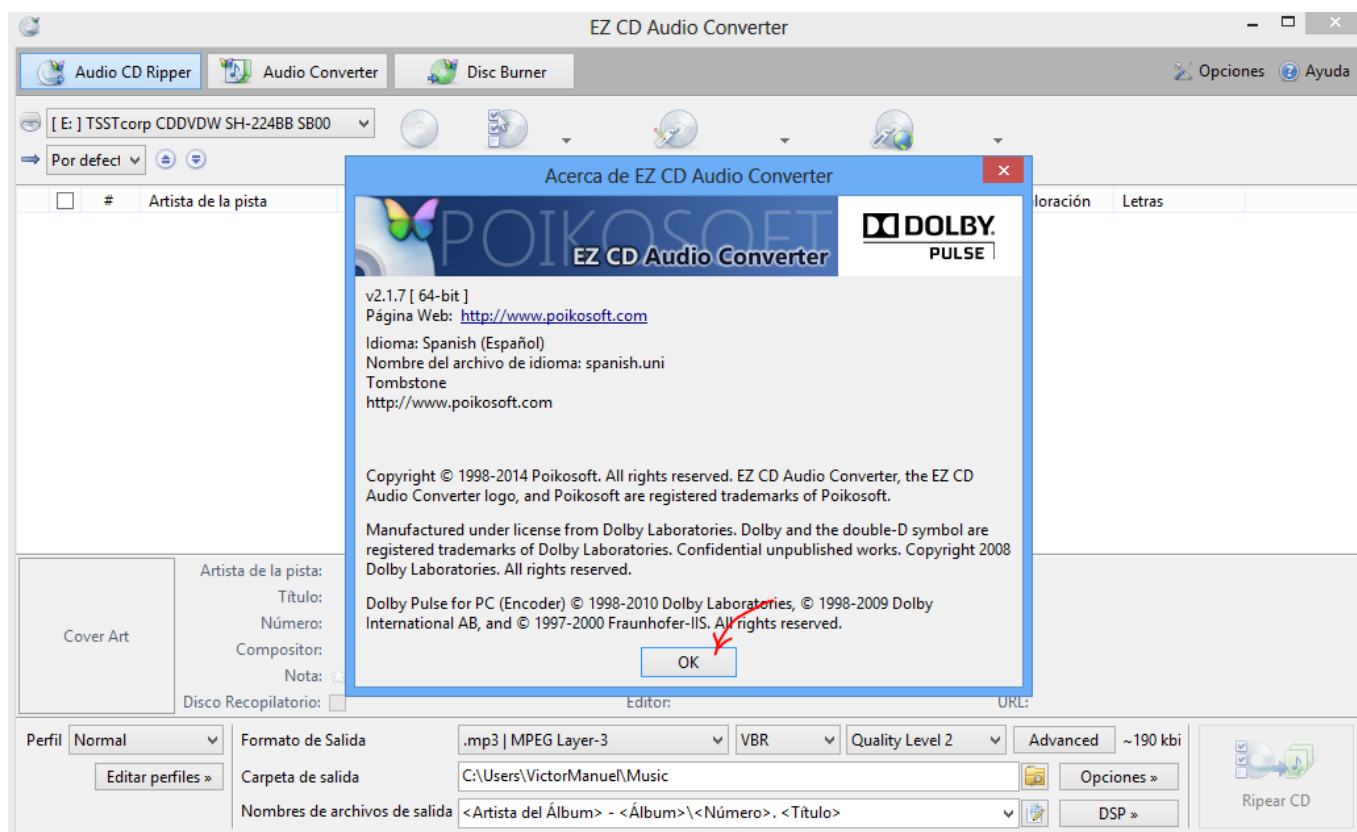 EZ CD Audio Converter
Audio CD Ripper
Audio Converter
Disc Burner
Opciones
Ayuda
[ E: ] TSSTcorp CDDVDW SH-224BB SB00
Por defect
# Artista de la pista
loración
Letras
Acerca de EZ CD Audio Converter
POIKOSOFT
EZ CD Audio Converter
DOLBY.
PULSE
v2.1.7 [ 64-bit ]
Página Web: http://www.poikosoft.com
Idioma: Spanish (Español)
Nombre del archivo de idioma: spanish.uni
Tombstone
http://www.poikosoft.com
Copyright © 1998-2014 Poikosoft. All rights reserved. EZ CD Audio Converter, the EZ CD
Audio Converter logo, and Poikosoft are registered trademarks of Poikosoft.
Manufactured under license from Dolby Laboratories. Dolby and the double-D symbol are
registered trademarks of Dolby Laboratories. Confidential unpublished works. Copyright 2008
Dolby Laboratories. All rights reserved.
Dolby Pulse for PC (Encoder) © 1998-2010 Dolby Laboratories, © 1998-2009 Dolby
International AB, and © 1997-2000 Fraunhofer-IIS. All rights reserved.
OK
Cover Art
Artista de la pista:
Título:
Número:
Compositor:
Nota:
Disco Recopilatorio:
Editor:
URL:
Perfil Normal
Editar perfiles »
Formato de Salida .mp3 | MPEG Layer-3 VBR Quality Level 2 Advanced ~190 kbi
Carpeta de salida C:\Users\VictorManuel\Music Opciones »
Nombres de archivos de salida <Artista del Álbum> - <Álbum>\<Número>. <Título> DSP »
Ripear CD